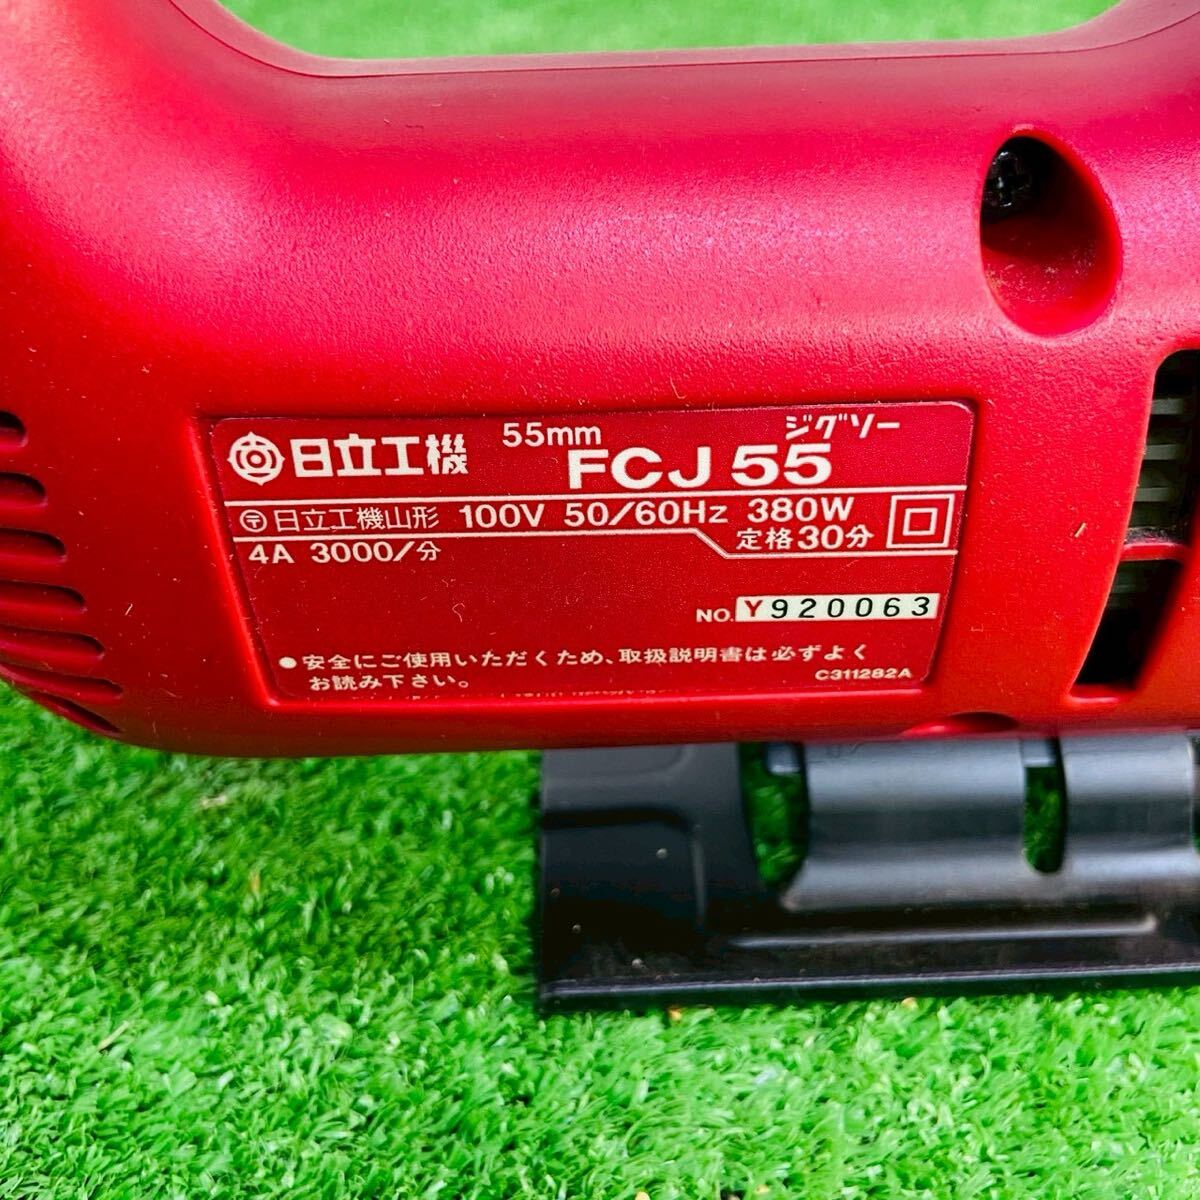 日立工機 55mm ジグソー
FCJ 55
〒 日立工機山形 100V 50/60Hz 380W
4A 3000/分 定格30分
NO. Y920063
●安全にご使用いただくため、取扱説明書は必ずよく
お読み下さい。 C311282A